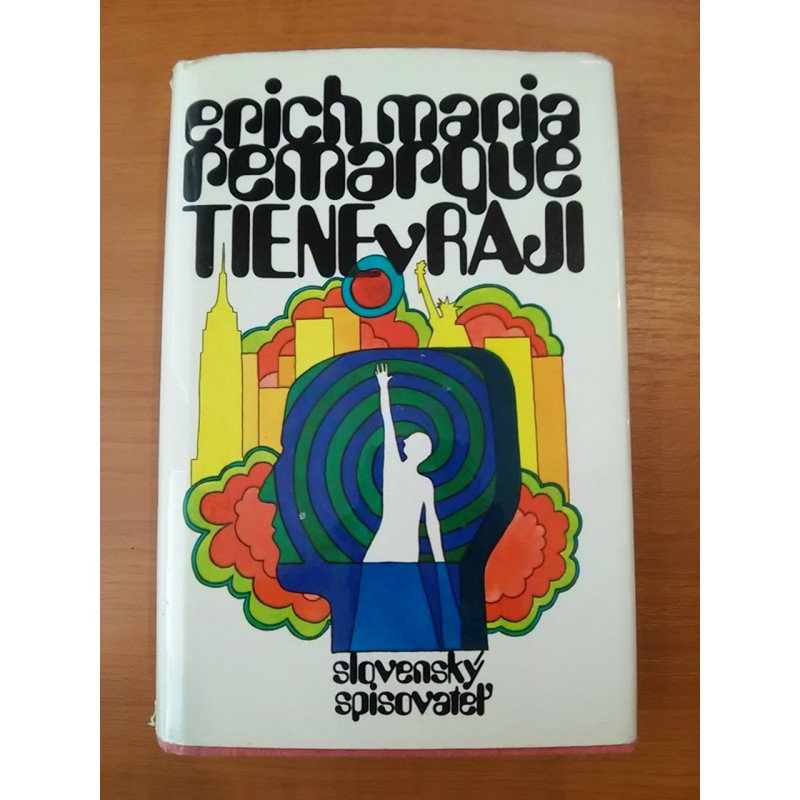 erich maria
remarque
TIENE v RAJI
slovenský
spisovateľ